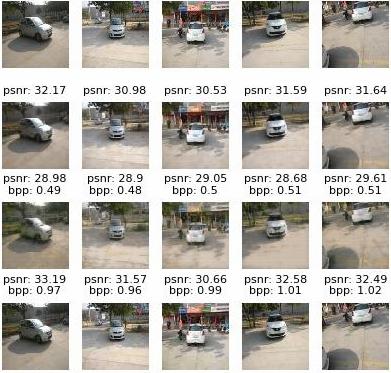 psnr: 32.17 psnr: 30.98 psnr: 30.53 psnr: 31.59 psnr: 31.64
psnr: 28.98 psnr: 28.9 psnr: 29.05 psnr: 28.68 psnr: 29.61
bpp: 0.49 bpp: 0.48 bpp: 0.5 bpp: 0.51 bpp: 0.51
psnr: 33.19 psnr: 31.57 psnr: 30.66 psnr: 32.58 psnr: 32.49
bpp: 0.97 bpp: 0.96 bpp: 0.99 bpp: 1.01 bpp: 1.02